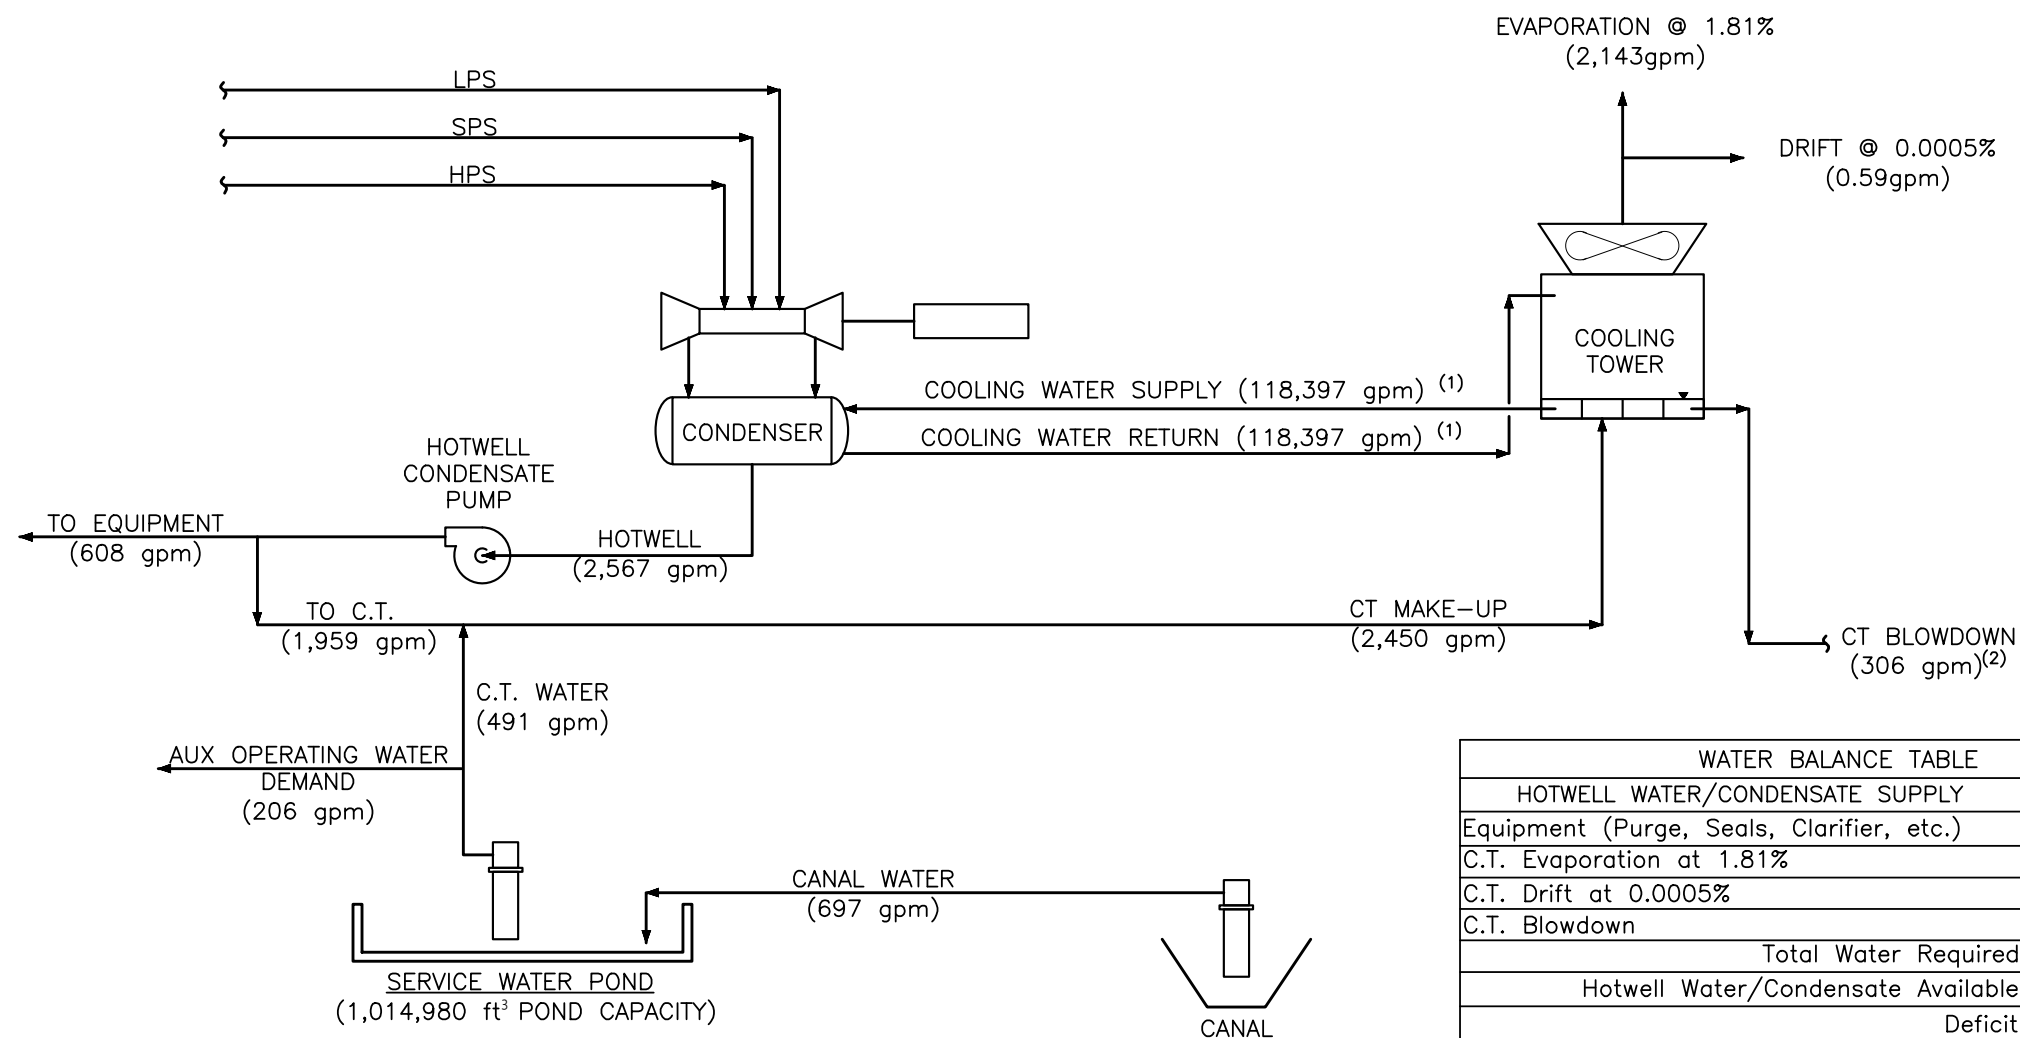 EVAPORATION @ 1.81%
(2,143gpm)
LPS
SPS
HPS
DRIFT @ 0.0005%
(0.59gpm)
COOLING
TOWER
COOLING WATER SUPPLY (118,397 gpm) (1)
CONDENSER
COOLING WATER RETURN (118,397 gpm) (1)
HOTWELL
CONDENSATE
PUMP
TO EQUIPMENT
(608 gpm)
HOTWELL
(2,567 gpm)
TO C.T.
(1,959 gpm)
CT MAKE-UP
(2,450 gpm)
CT BLOWDOWN
(306 gpm)(2)
C.T. WATER
(491 gpm)
AUX OPERATING WATER
DEMAND
(206 gpm)
CANAL WATER
(697 gpm)
SERVICE WATER POND
(1,014,980 ft³ POND CAPACITY)
CANAL
WATER BALANCE TABLE
HOTWELL WATER/CONDENSATE SUPPLY
Equipment (Purge, Seals, Clarifier, etc.)
C.T. Evaporation at 1.81%
C.T. Drift at 0.0005%
C.T. Blowdown
Total Water Required
Hotwell Water/Condensate Available
Deficit